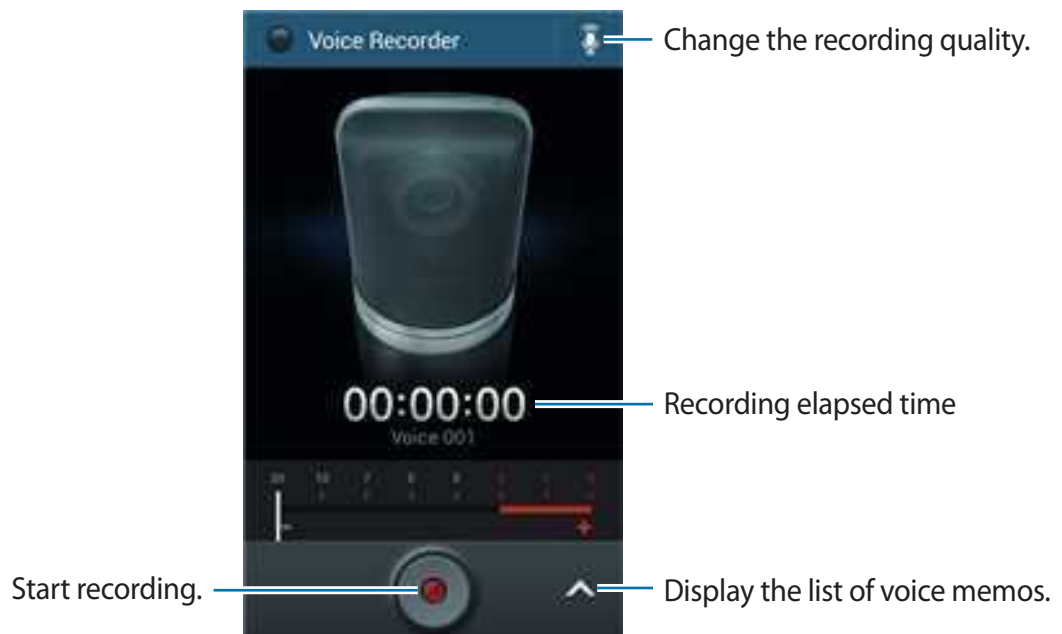 Voice Recorder
Change the recording quality.
00:00:00
Recording elapsed time
Voice 001
Start recording.
Display the list of voice memos.